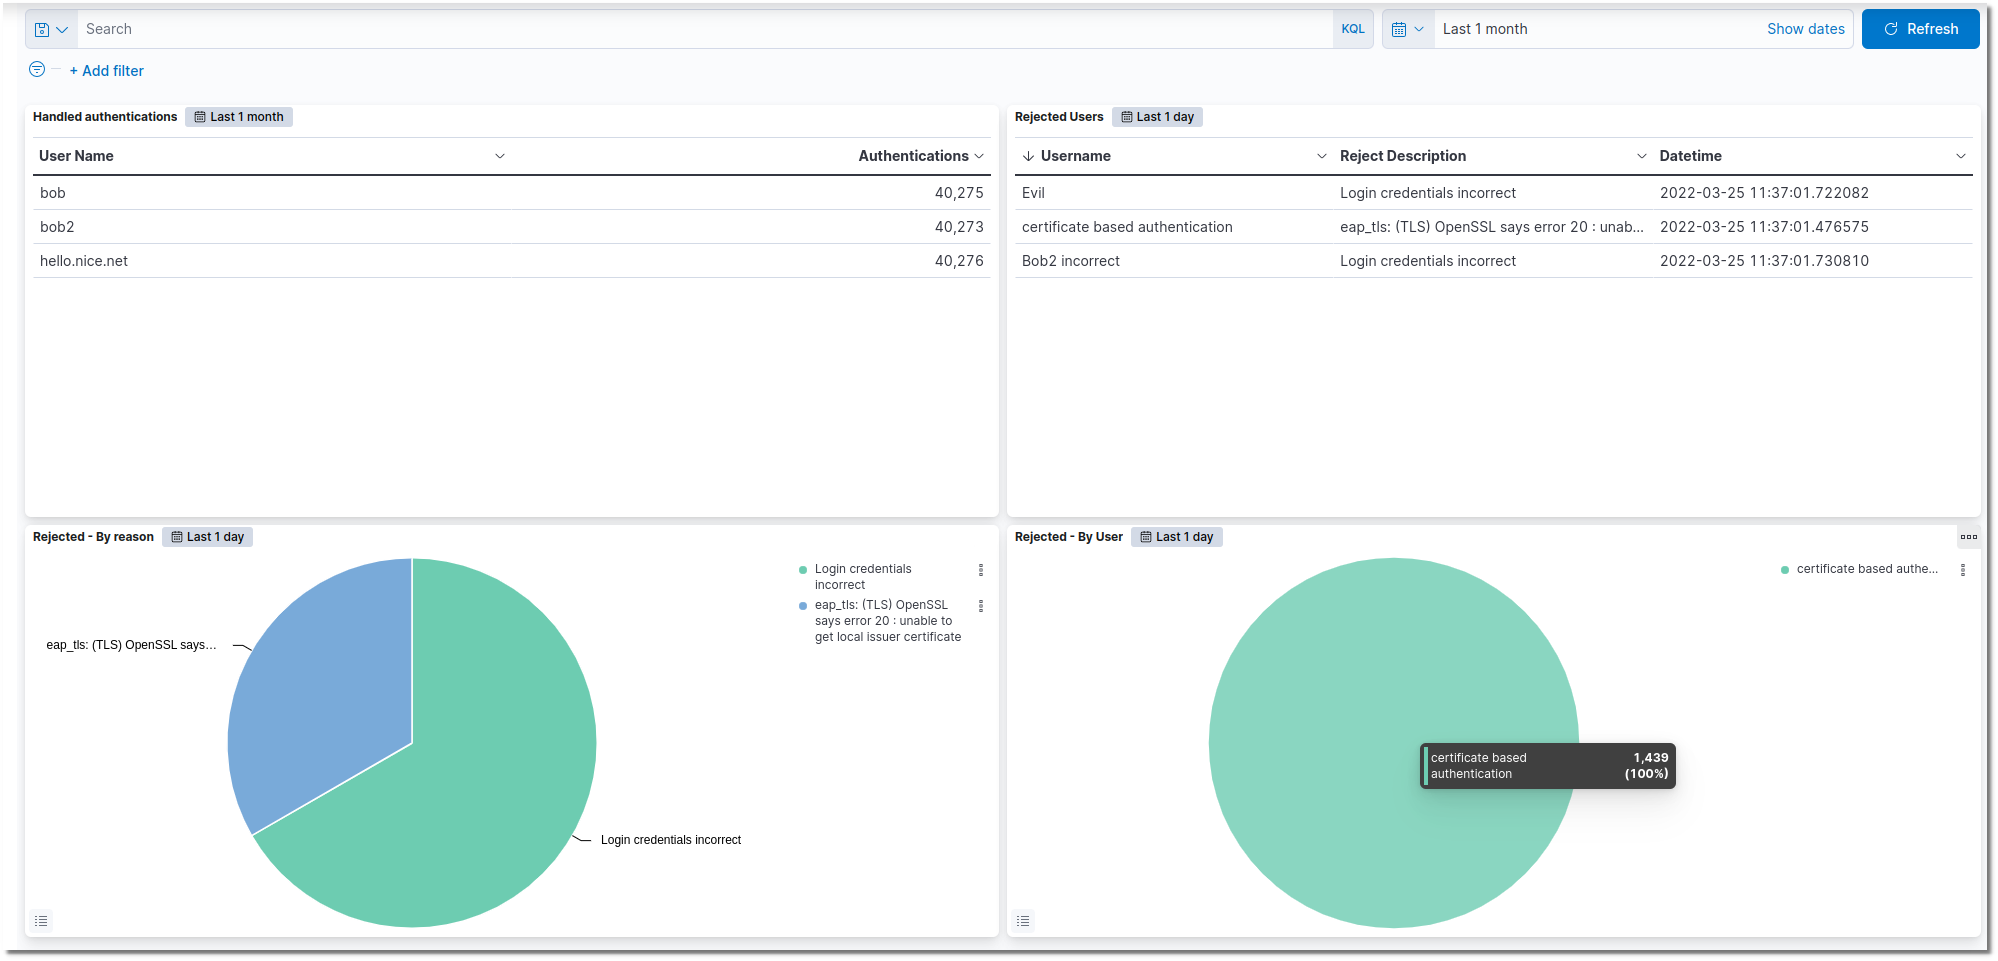 Search KQL Last 1 month Show dates Refresh
+ Add filter
Handled authentications Last 1 month
User Name Authentications
bob 40,275
bob2 40,273
hello.nice.net 40,276
Rejected Users Last 1 day
Username Reject Description Datetime
Evil Login credentials incorrect 2022-03-25 11:37:01.722082
certificate based authentication eap_tls: (TLS) OpenSSL says error 20 : unab... 2022-03-25 11:37:01.476575
Bob2 incorrect Login credentials incorrect 2022-03-25 11:37:01.730810
Rejected - By reason Last 1 day
Login credentials
incorrect
eap_tls: (TLS) OpenSSL
says error 20 : unable to
get local issuer certificate
eap_tls: (TLS) OpenSSL says...
Login credentials incorrect
Rejected - By User Last 1 day
certificate based authe...
certificate based 1,439
authentication (100%)